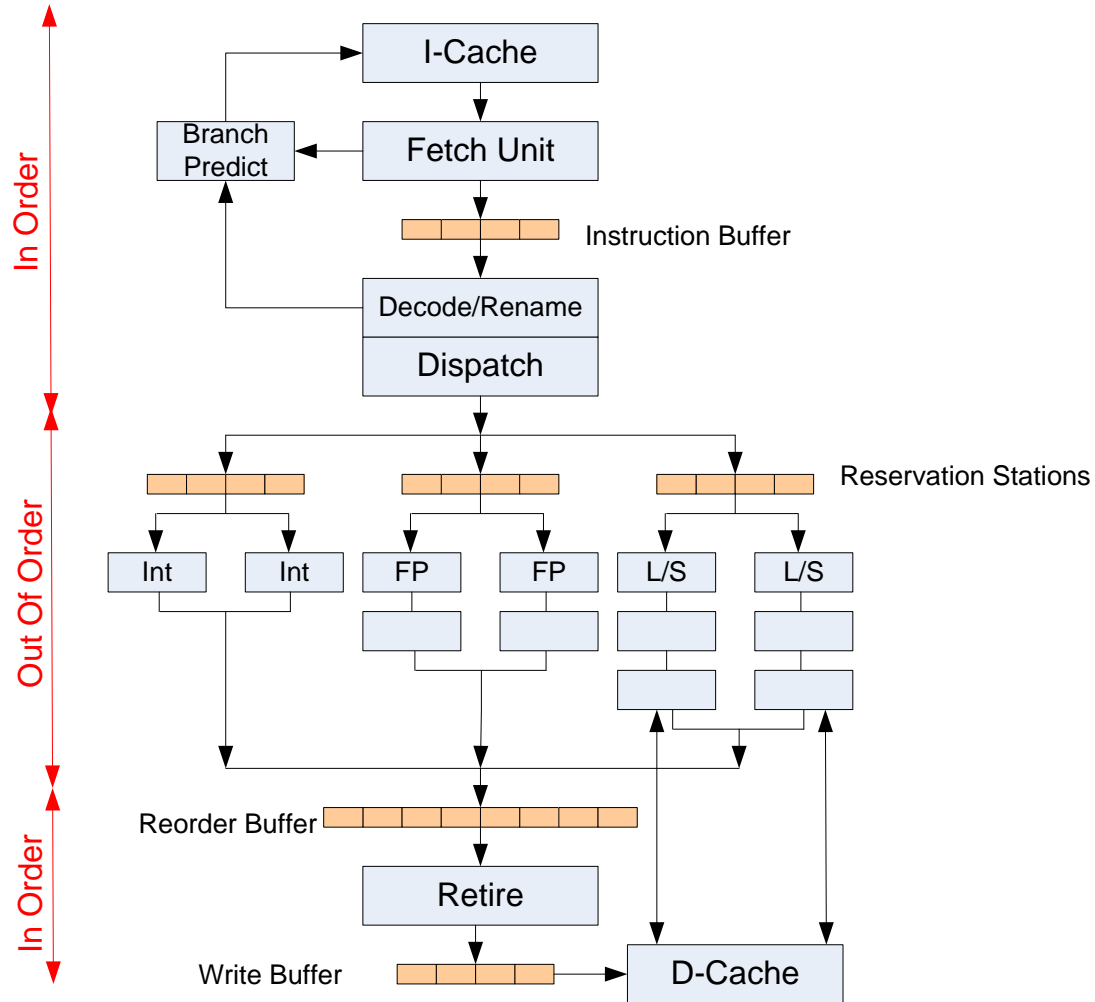 I-Cache
Branch
Predict
Fetch Unit
Instruction Buffer
Decode/Rename
Dispatch
In Order
Reservation Stations
Int
Int
FP
FP
L/S
L/S
Out Of Order
Reorder Buffer
Retire
Write Buffer
D-Cache
In Order